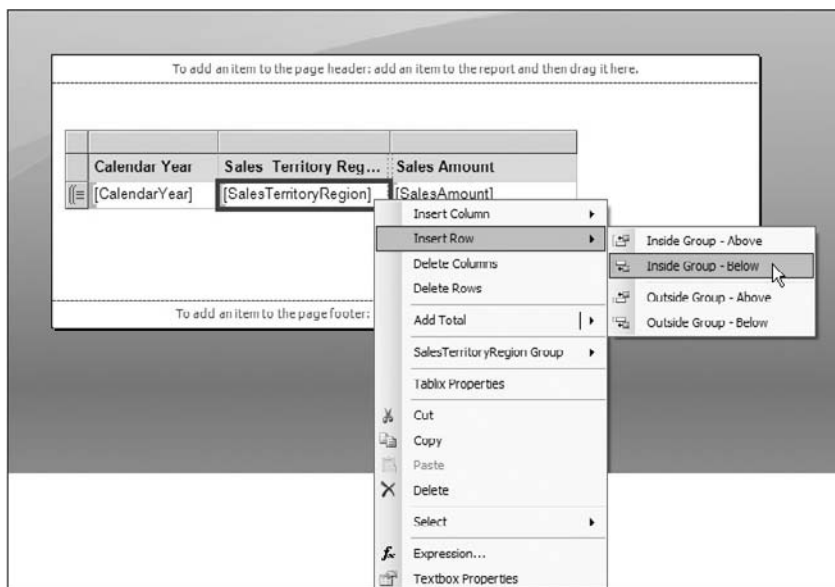 To add an item to the page header: add an item to the report and then drag it here.
Calendar Year Sales Territory Reg... Sales Amount
[CalendarYear] [SalesTerritoryRegion] [SalesAmount]
To add an item to the page footer:
Insert Column
Insert Row
Delete Columns
Delete Rows
Add Total
SalesTerritoryRegion Group
Tablix Properties
Cut
Copy
Paste
Delete
Select
fx Expression...
Textbox Properties
Inside Group - Above
Inside Group - Below
Outside Group - Above
Outside Group - Below